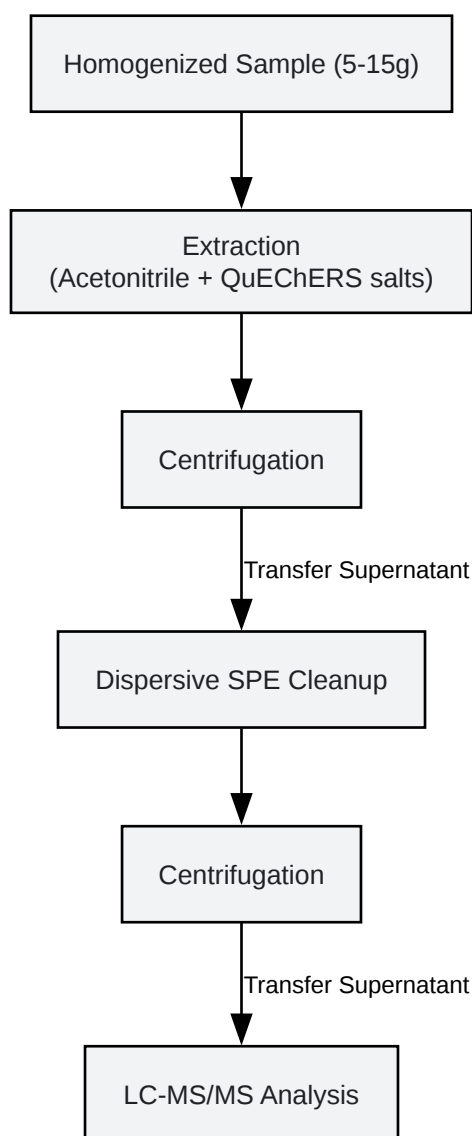 Homogenized Sample (5-15g)
Extraction
(Acetonitrile + QuEChERS salts)
Centrifugation
Transfer Supernatant
Dispersive SPE Cleanup
Centrifugation
Transfer Supernatant
LC-MS/MS Analysis